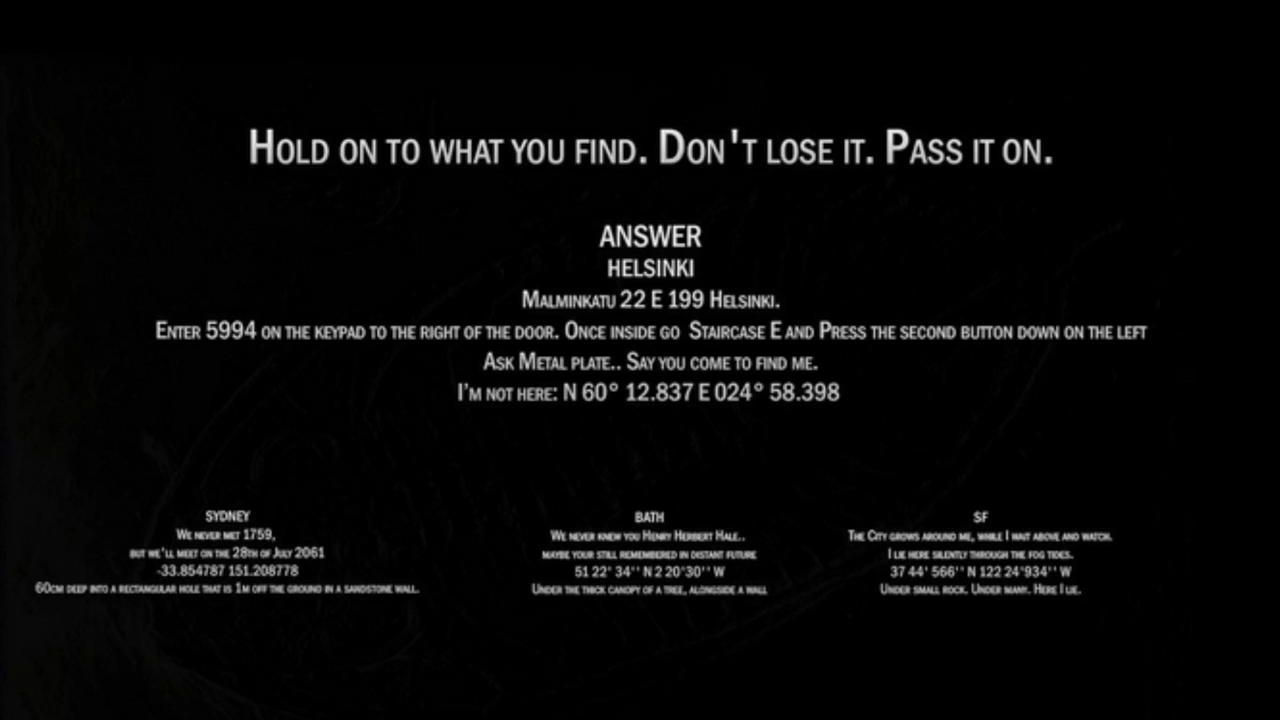 Hold on to what you find. Don't lose it. Pass it on.
ANSWER
HELSINKI
Malminkatu 22 E 199 Helsinki.
Enter 5994 on the keypad to the right of the door. Once inside go Staircase E and Press the second button down on the left
Ask Metal plate.. Say you come to find me.
I'm not here: N 60° 12.837 E 024° 58.398
SYDNEY
We never met 1759,
but we'll meet on the 28th of July 2061
-33.854787 151.208778
60cm deep into a rectangular hole that is 1m off the ground in a sandstone wall.
BATH
We never knew you Henry Herbert Hale..
maybe your still remembered in distant future
51 22' 34'' N 2 20'30'' W
Under the thick canopy of a tree, alongside a wall
SF
The City grows around me, while I wait above and watch.
I lie here silently through the fog tides.
37 44' 566'' N 122 24'934'' W
Under small rock. Under many. Here I lie.